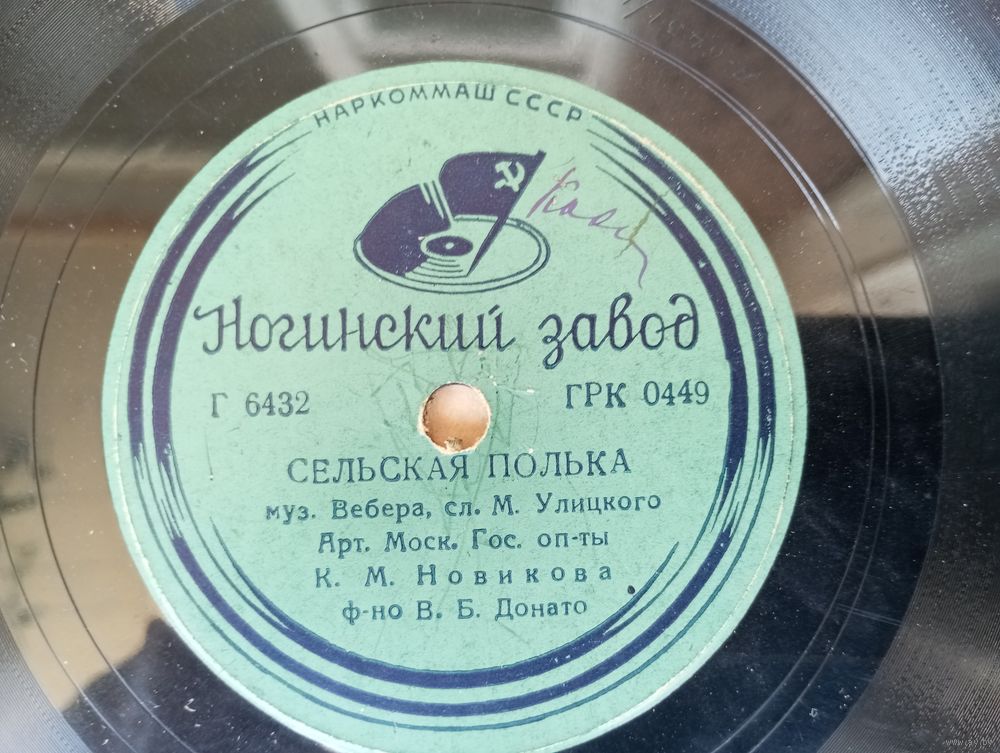 НАРКОММАШ СССР
Ногинский завод
Г 6432
ГРК 0449
СЕЛЬСКАЯ ПОЛЬКА
муз. Вебера, сл. М. Улицкого
Арт. Моск. Гос. оп-ты
К. М. Новикова
ф-но В. Б. Донато